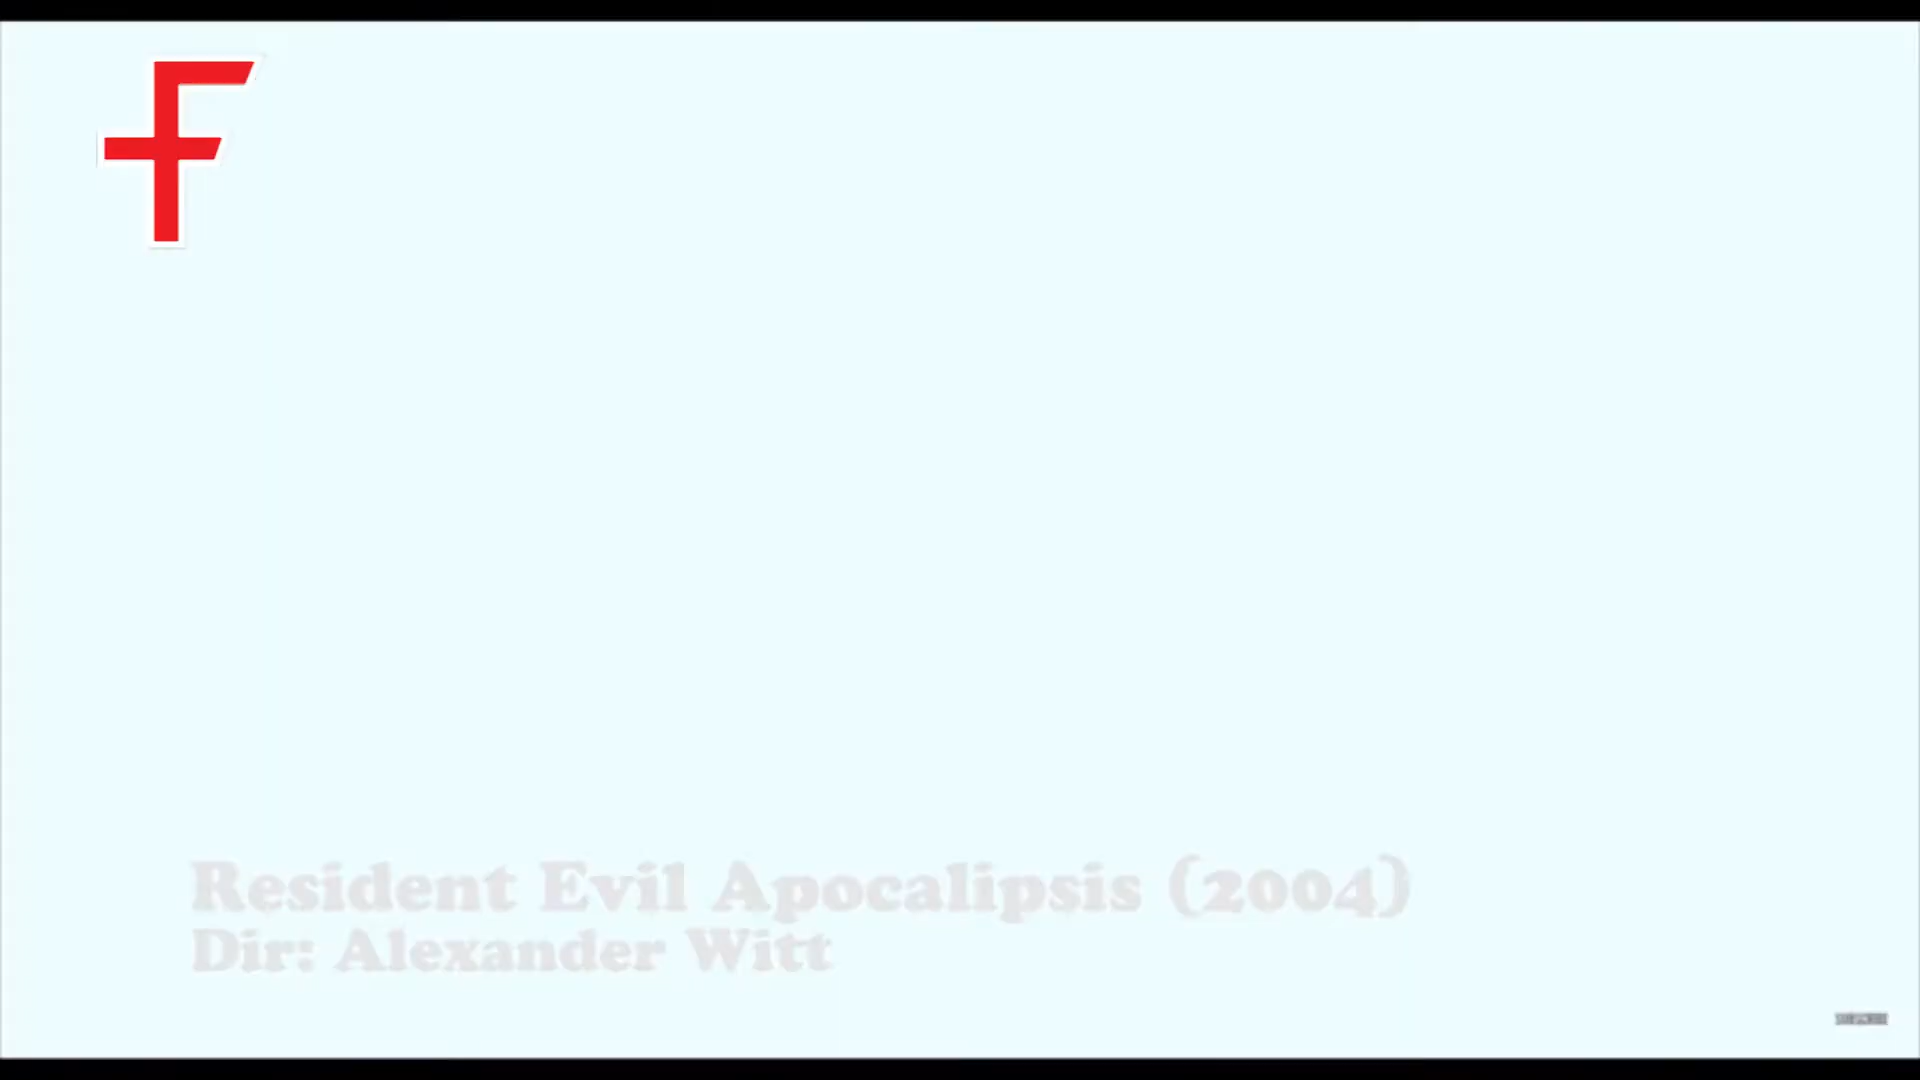 F
Resident Evil Apocalipsis (2004)
Dir: Alexander Witt